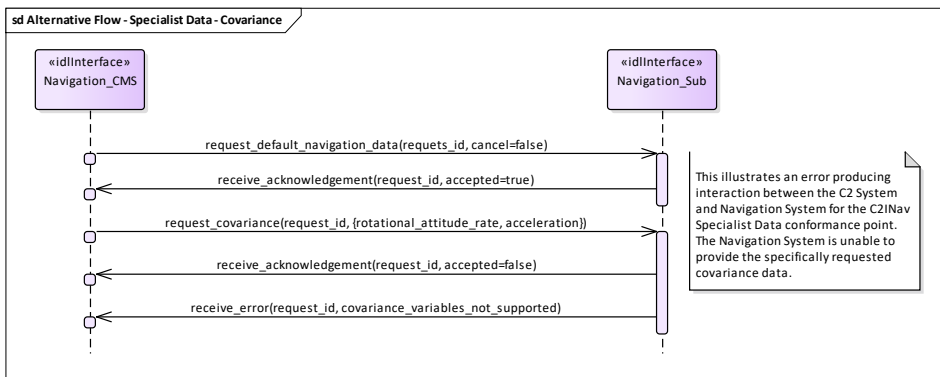 sd Alternative Flow - Specialist Data - Covariance
«idlInterface»
Navigation_CMS
«idlInterface»
Navigation_Sub
request_default_navigation_data(requets_id, cancel=false)
receive_acknowledgement(request_id, accepted=true)
request_covariance(request_id, {rotational_attitude_rate, acceleration})
receive_acknowledgement(request_id, accepted=false)
receive_error(request_id, covariance_variables_not_supported)
This illustrates an error producing
interaction between the C2 System
and Navigation System for the C2INav
Specialist Data conformance point.
The Navigation System is unable to
provide the specifically requested
covariance data.